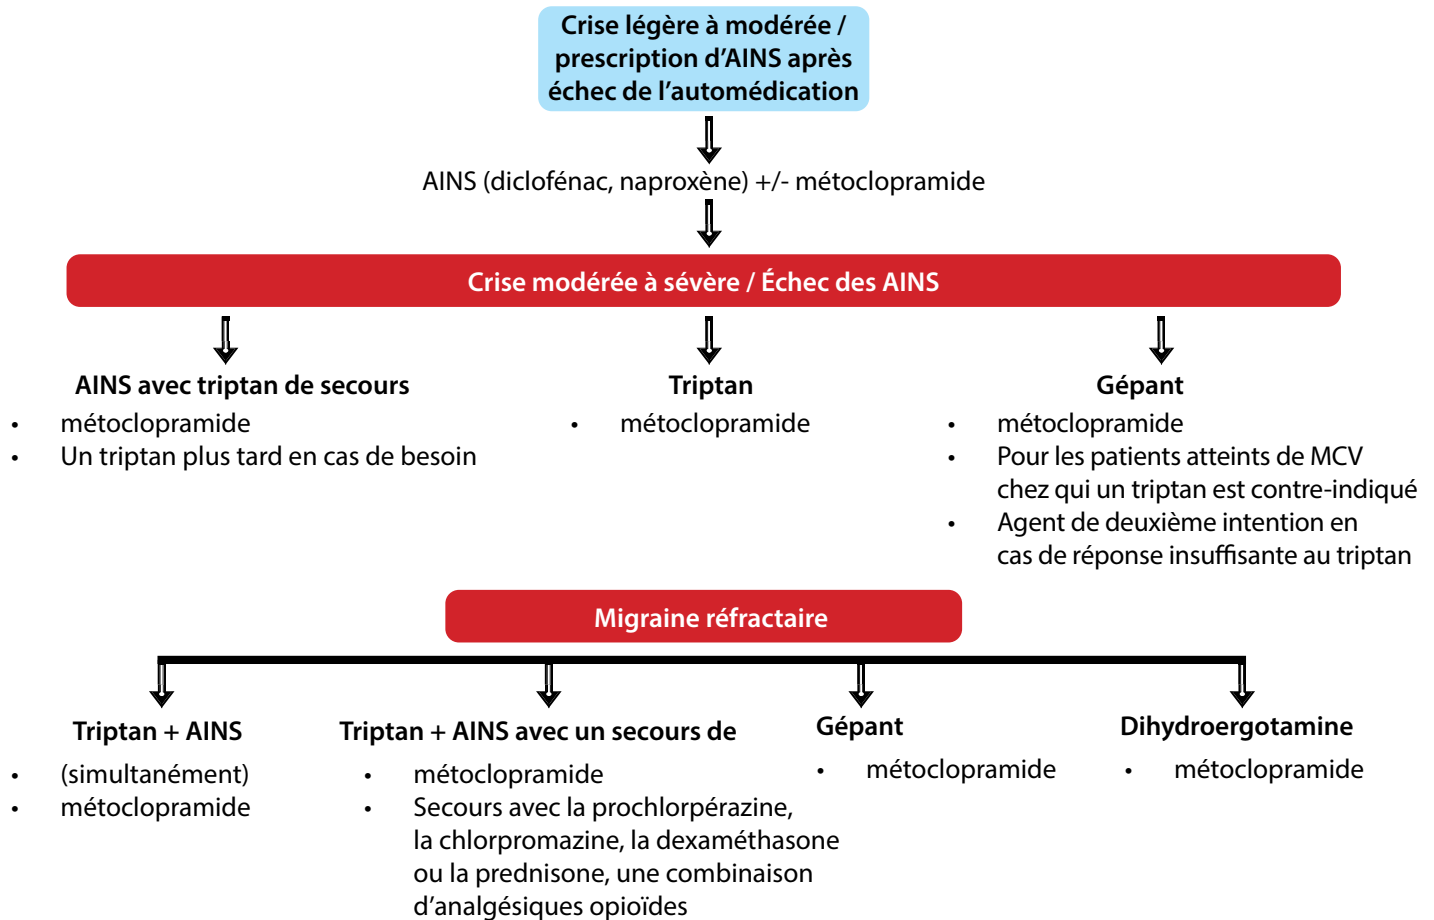 Crise légère à modérée /
prescription d’AINS après
échec de l’automédication
AINS (diclofénac, naproxène) +/- métoclopramide
Crise modérée à sévère / Échec des AINS
AINS avec triptan de secours
• métoclopramide
• Un triptan plus tard en cas de besoin
Triptan
• métoclopramide
Gépant
• métoclopramide
• Pour les patients atteints de MCV
chez qui un triptan est contre-indiqué
• Agent de deuxième intention en
cas de réponse insuffisante au triptan
Migraine réfractaire
Triptan + AINS
• (simultanément)
• métoclopramide
Triptan + AINS avec un secours de
• métoclopramide
• Secours avec la prochlorpérazine,
la chlorpromazine, la dexaméthasone
ou la prednisone, une combinaison
d’analgésiques opioïdes
Gépant
• métoclopramide
Dihydroergotamine
• métoclopramide